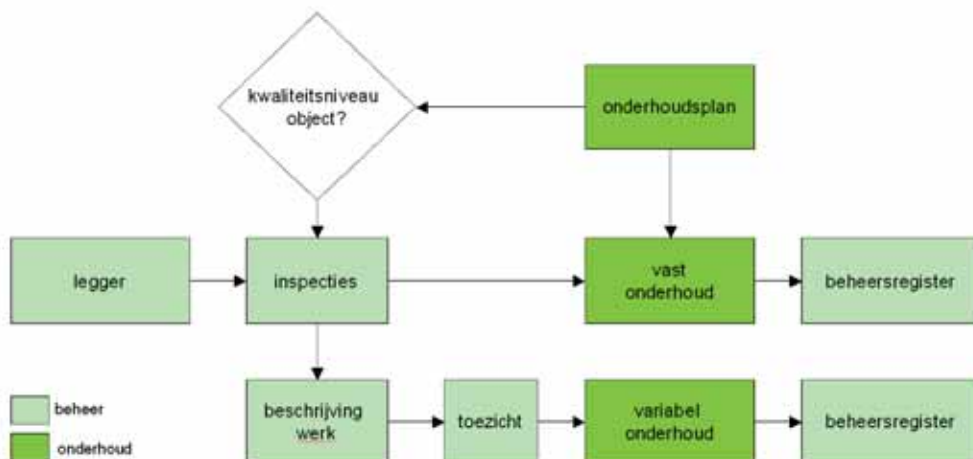 kwaliteitsniveau
object?
onderhoudsplan
legger
inspecties
vast
onderhoud
beheersregister
beschrijving
werk
toezicht
variabel
onderhoud
beheersregister
beheer
onderhoud